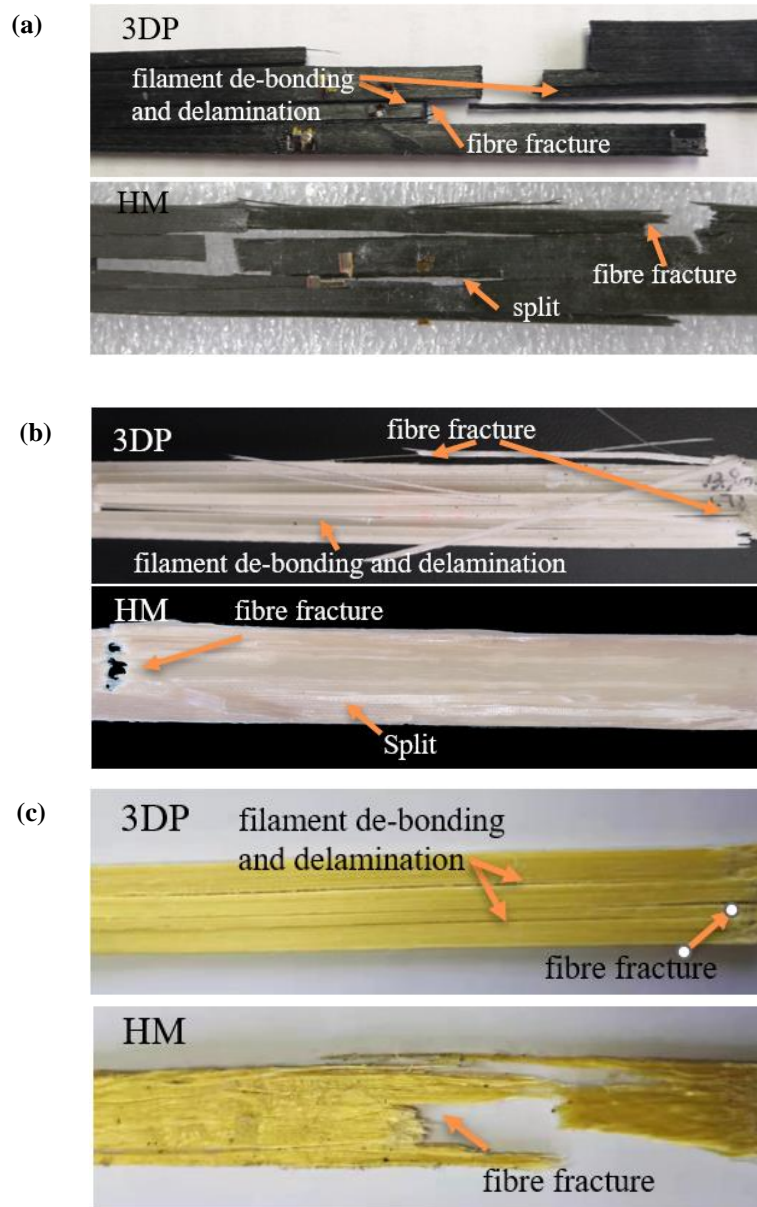 (a)
3DP
filament de-bonding
and delamination
fibre fracture
HM
fibre fracture
split
(b)
3DP
fibre fracture
filament de-bonding and delamination
HM
fibre fracture
Split
(c)
3DP
filament de-bonding
and delamination
fibre fracture
HM
fibre fracture